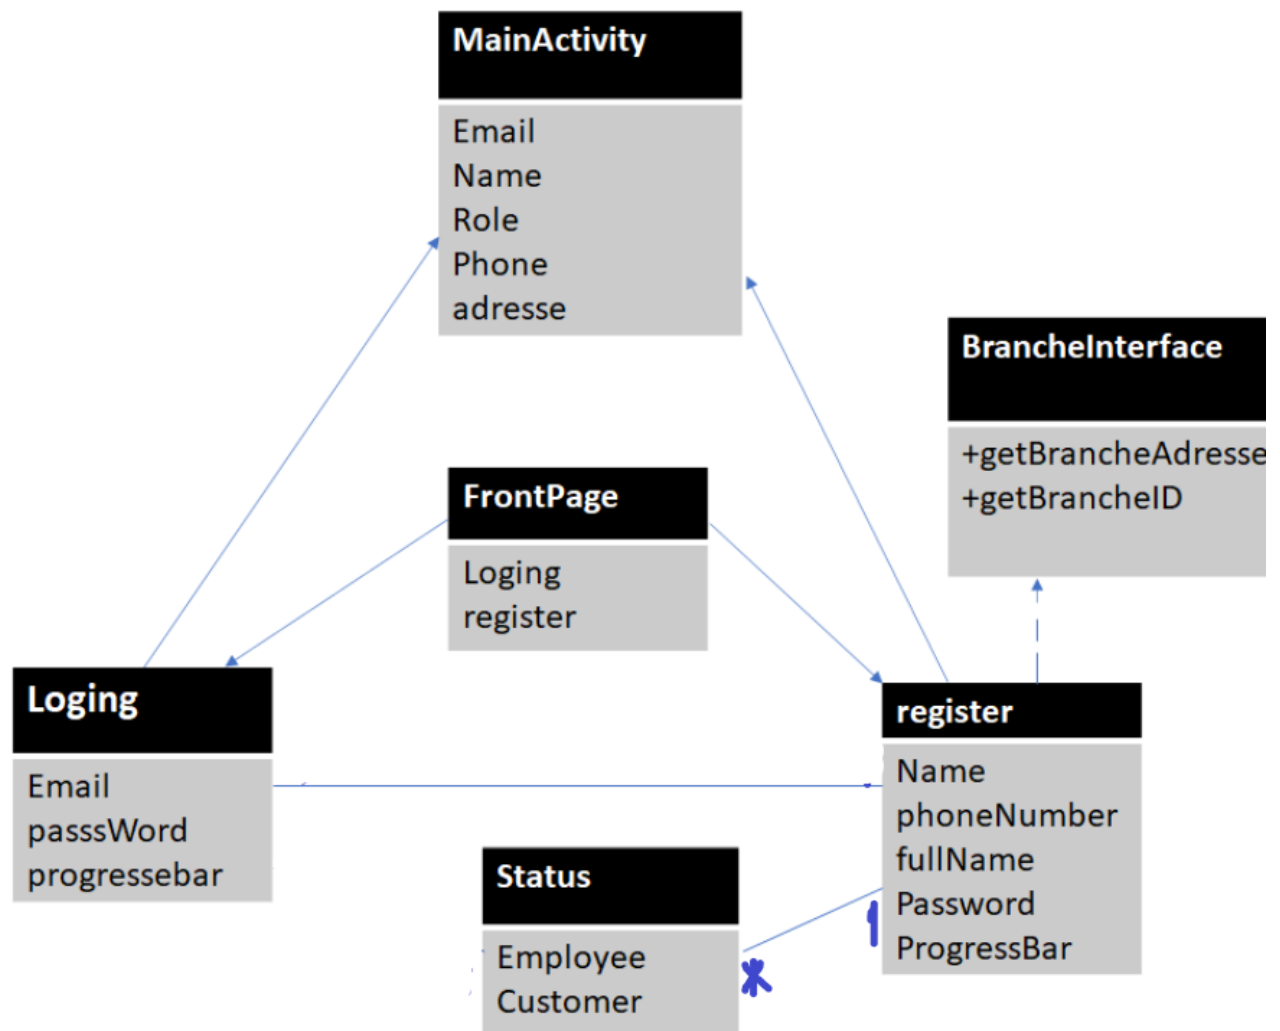 MainActivity
Email
Name
Role
Phone
adresse
BrancheInterface
+getBrancheAdresse
+getBrancheID
FrontPage
Loging
register
Loging
Email
passsWord
progressebar
register
Name
phoneNumber
fullName
Password
ProgressBar
1
*
Status
Employee
Customer